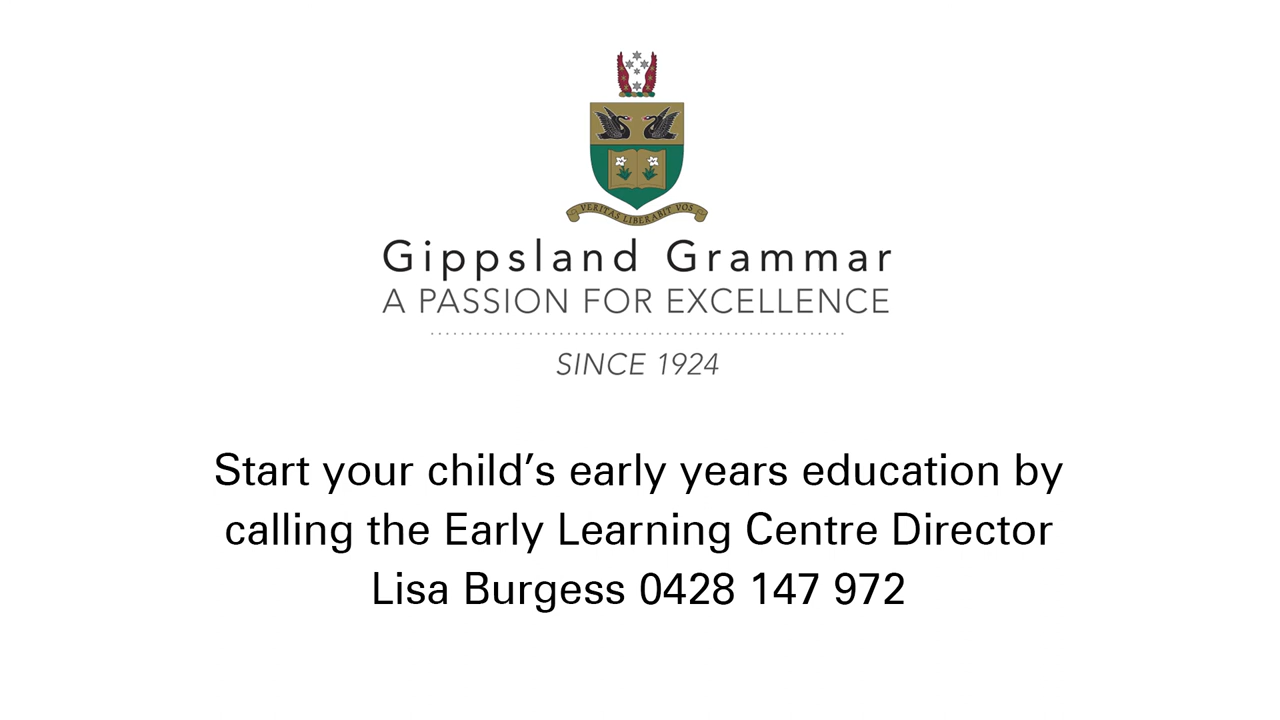 VERITAS LIBERABIT VOS
Gippsland Grammar
A PASSION FOR EXCELLENCE
SINCE 1924
Start your child’s early years education by
calling the Early Learning Centre Director
Lisa Burgess 0428 147 972